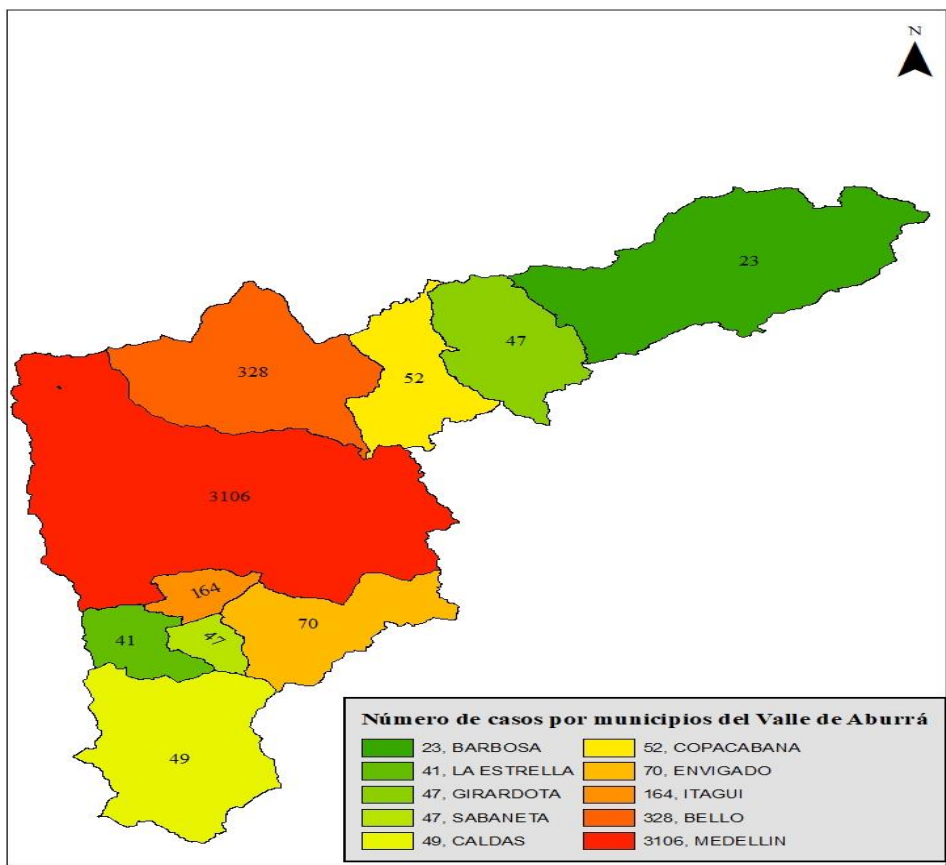 N
23
47
328
52
3106
164
70
41
47
49
Número de casos por municipios del Valle de Aburrá
23, BARBOSA
41, LA ESTRELLA
47, GIRARDOTA
47, SABANETA
49, CALDAS
52, COPACABANA
70, ENVIGADO
164, ITAGUI
328, BELLO
3106, MEDELLIN